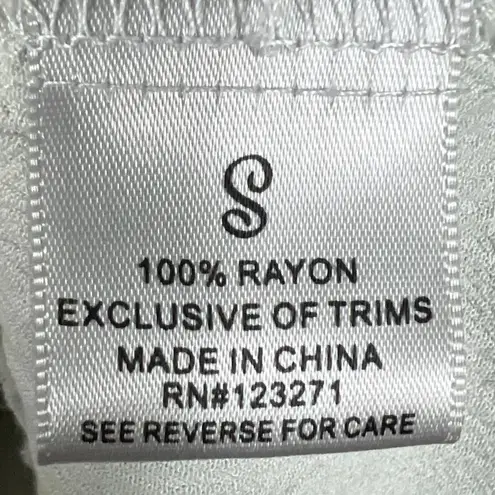 S
100% RAYON
EXCLUSIVE OF TRIMS
MADE IN CHINA
RN#123271
SEE REVERSE FOR CARE